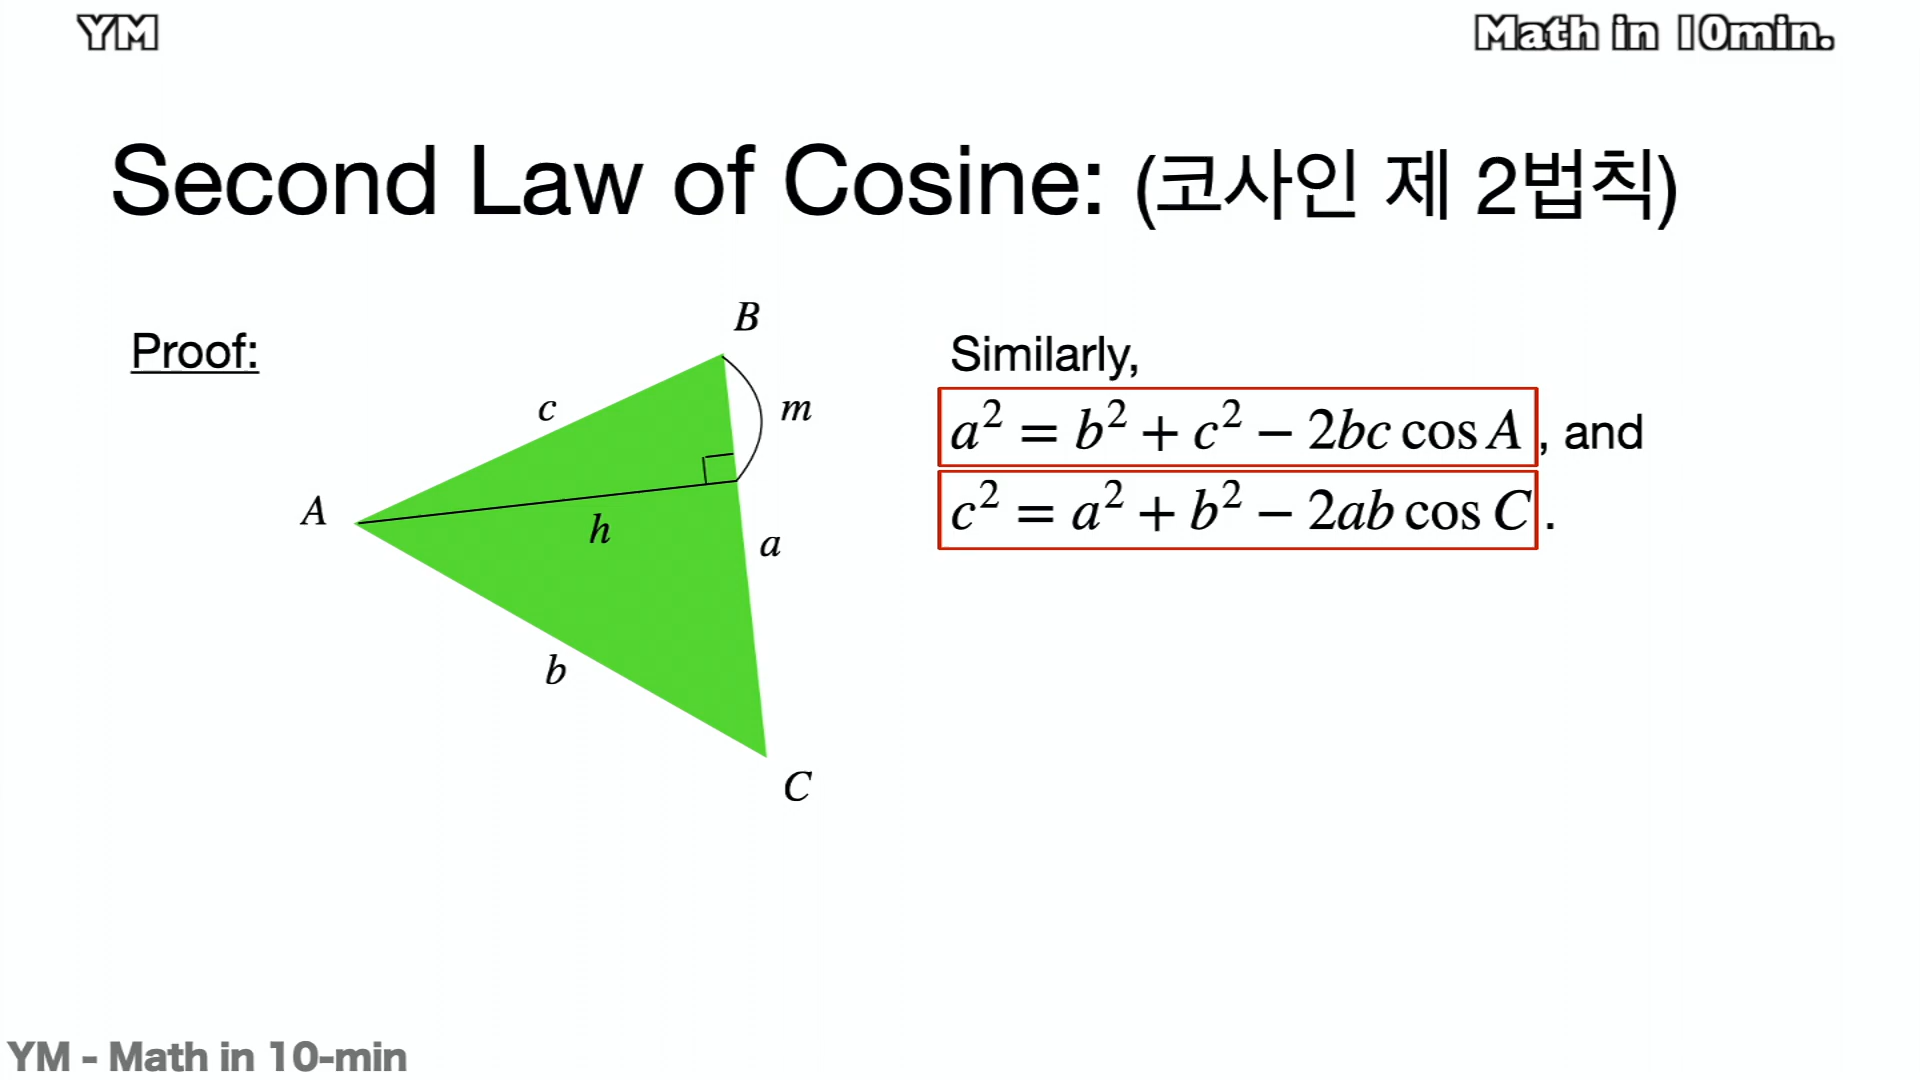 YM
Math in 10min.
Second Law of Cosine: (코사인 제 2법칙)
Proof:
B
c
m
A
h
a
b
C
Similarly,
a² = b² + c² − 2bc cos A , and
c² = a² + b² − 2ab cos C .
YM - Math in 10-min